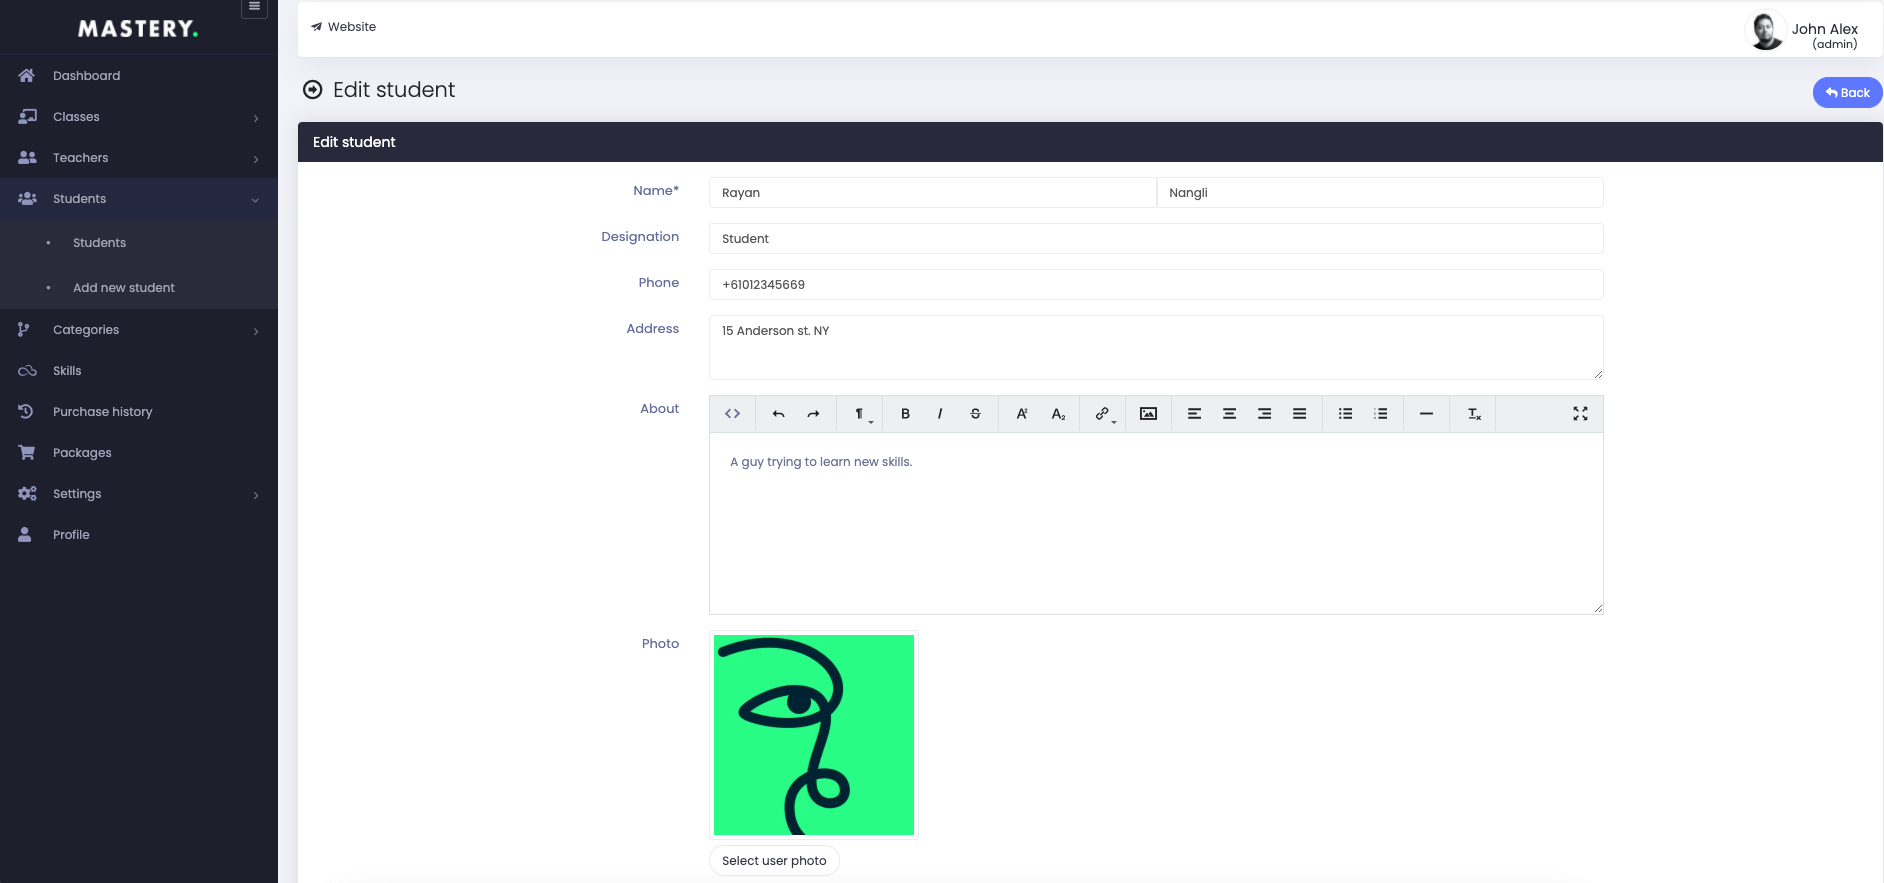 MASTERY.
Website
John Alex
(admin)
Dashboard
Classes
Teachers
Students
Students
Add new student
Categories
Skills
Purchase history
Packages
Settings
Profile
Edit student
Back
Edit student
Name* Rayan Nangli
Designation Student
Phone +61012345669
Address 15 Anderson st. NY
About
A guy trying to learn new skills.
Photo
Select user photo